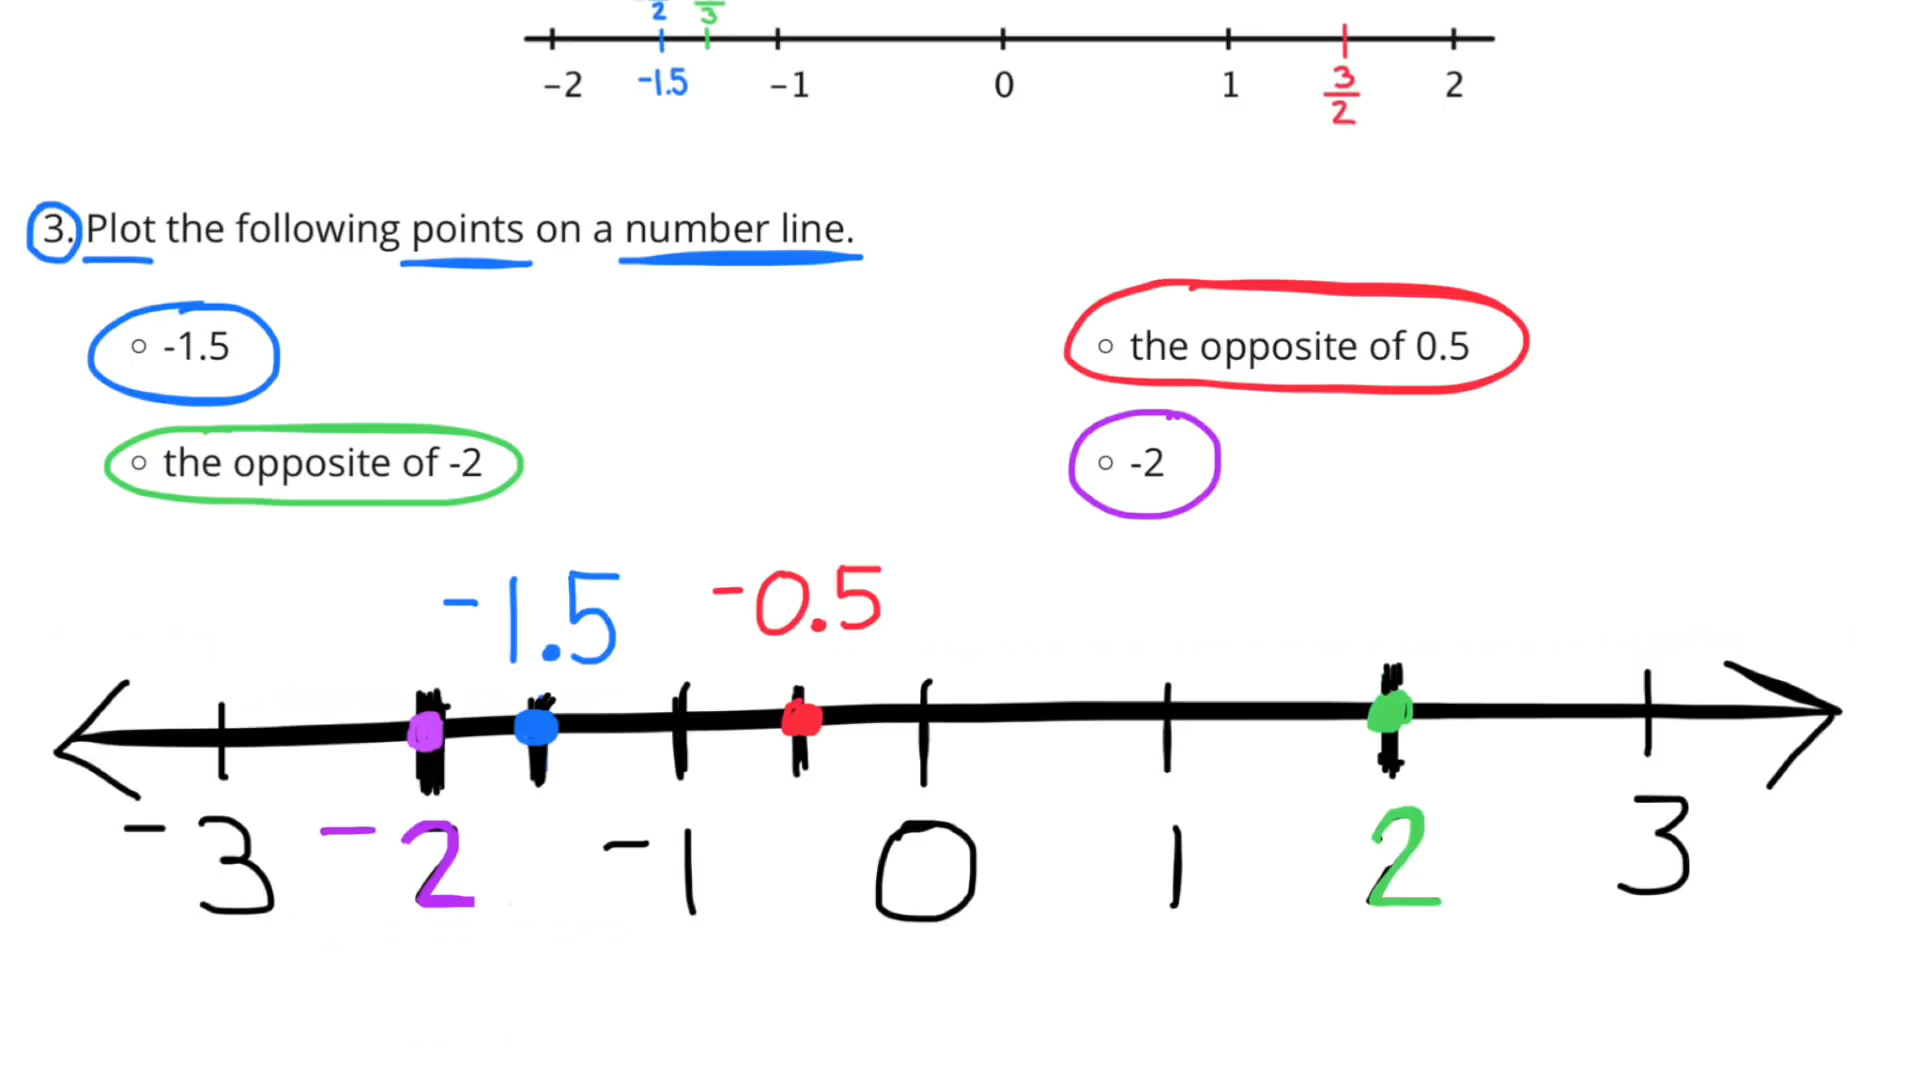 2 3
-2 -1.5 -1 0 1 3/2 2
3. Plot the following points on a number line.
-1.5
the opposite of 0.5
the opposite of -2
-2
-1.5 -0.5
-3 -2 -1 0 1 2 3